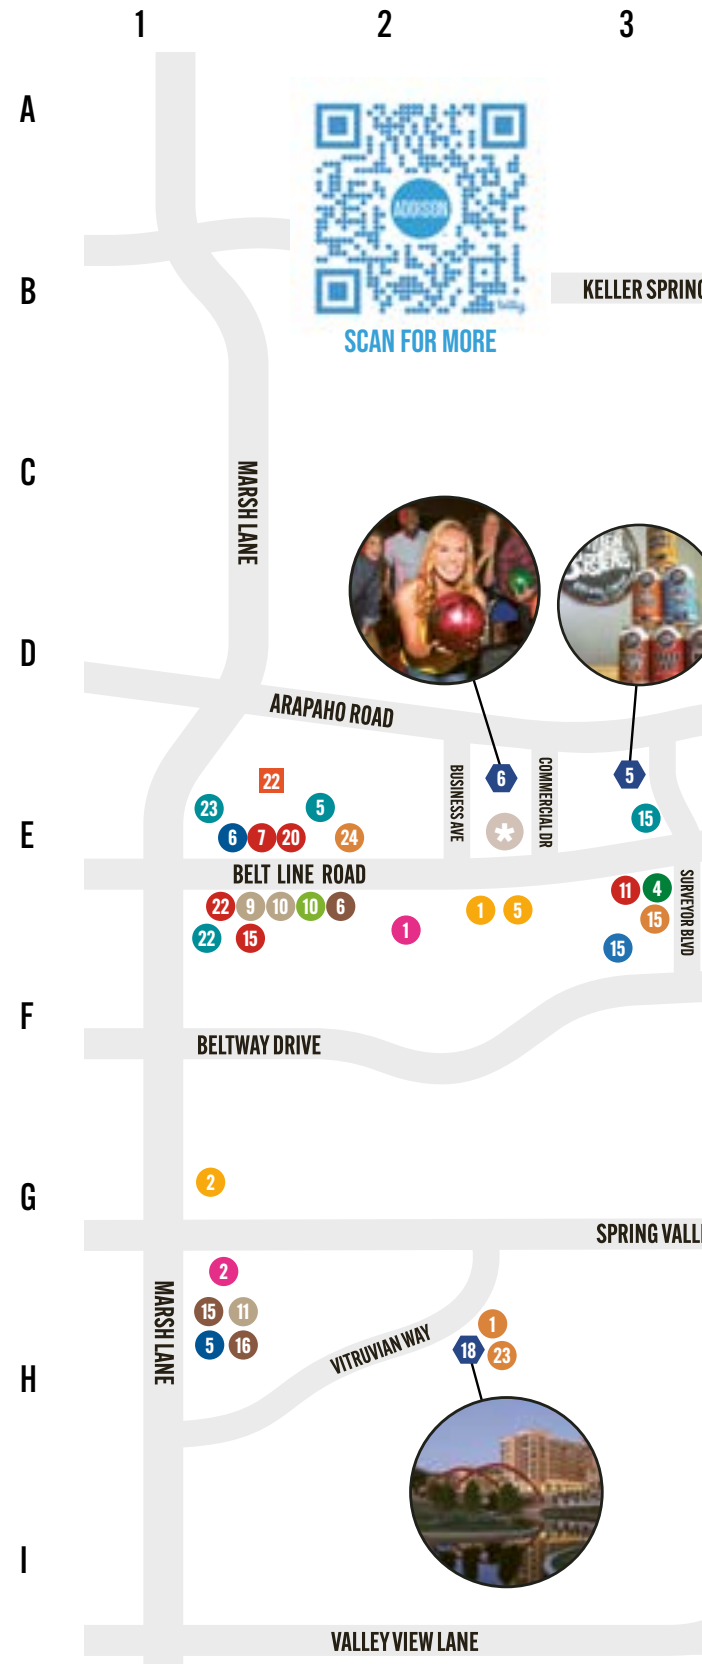 1 2 3
A
ADDISON
B
KELLER SPRING
SCAN FOR MORE
C
MARSH LANE
D
ARAPAHO ROAD
BUSINESS AVE
6
COMMERCIAL DR
5
22
23
5
15
E
6 7 20 24
*
BELT LINE ROAD
SURVEYOR BLVD
22 9 10 10 6
1 5
11 4
15
22 15
1
15
F
BELTWAY DRIVE
2
G
SPRING VALL
2
MARSH LANE
15 11
5 16
VITRUVIAN WAY
1
18 23
H
I
VALLEY VIEW LANE